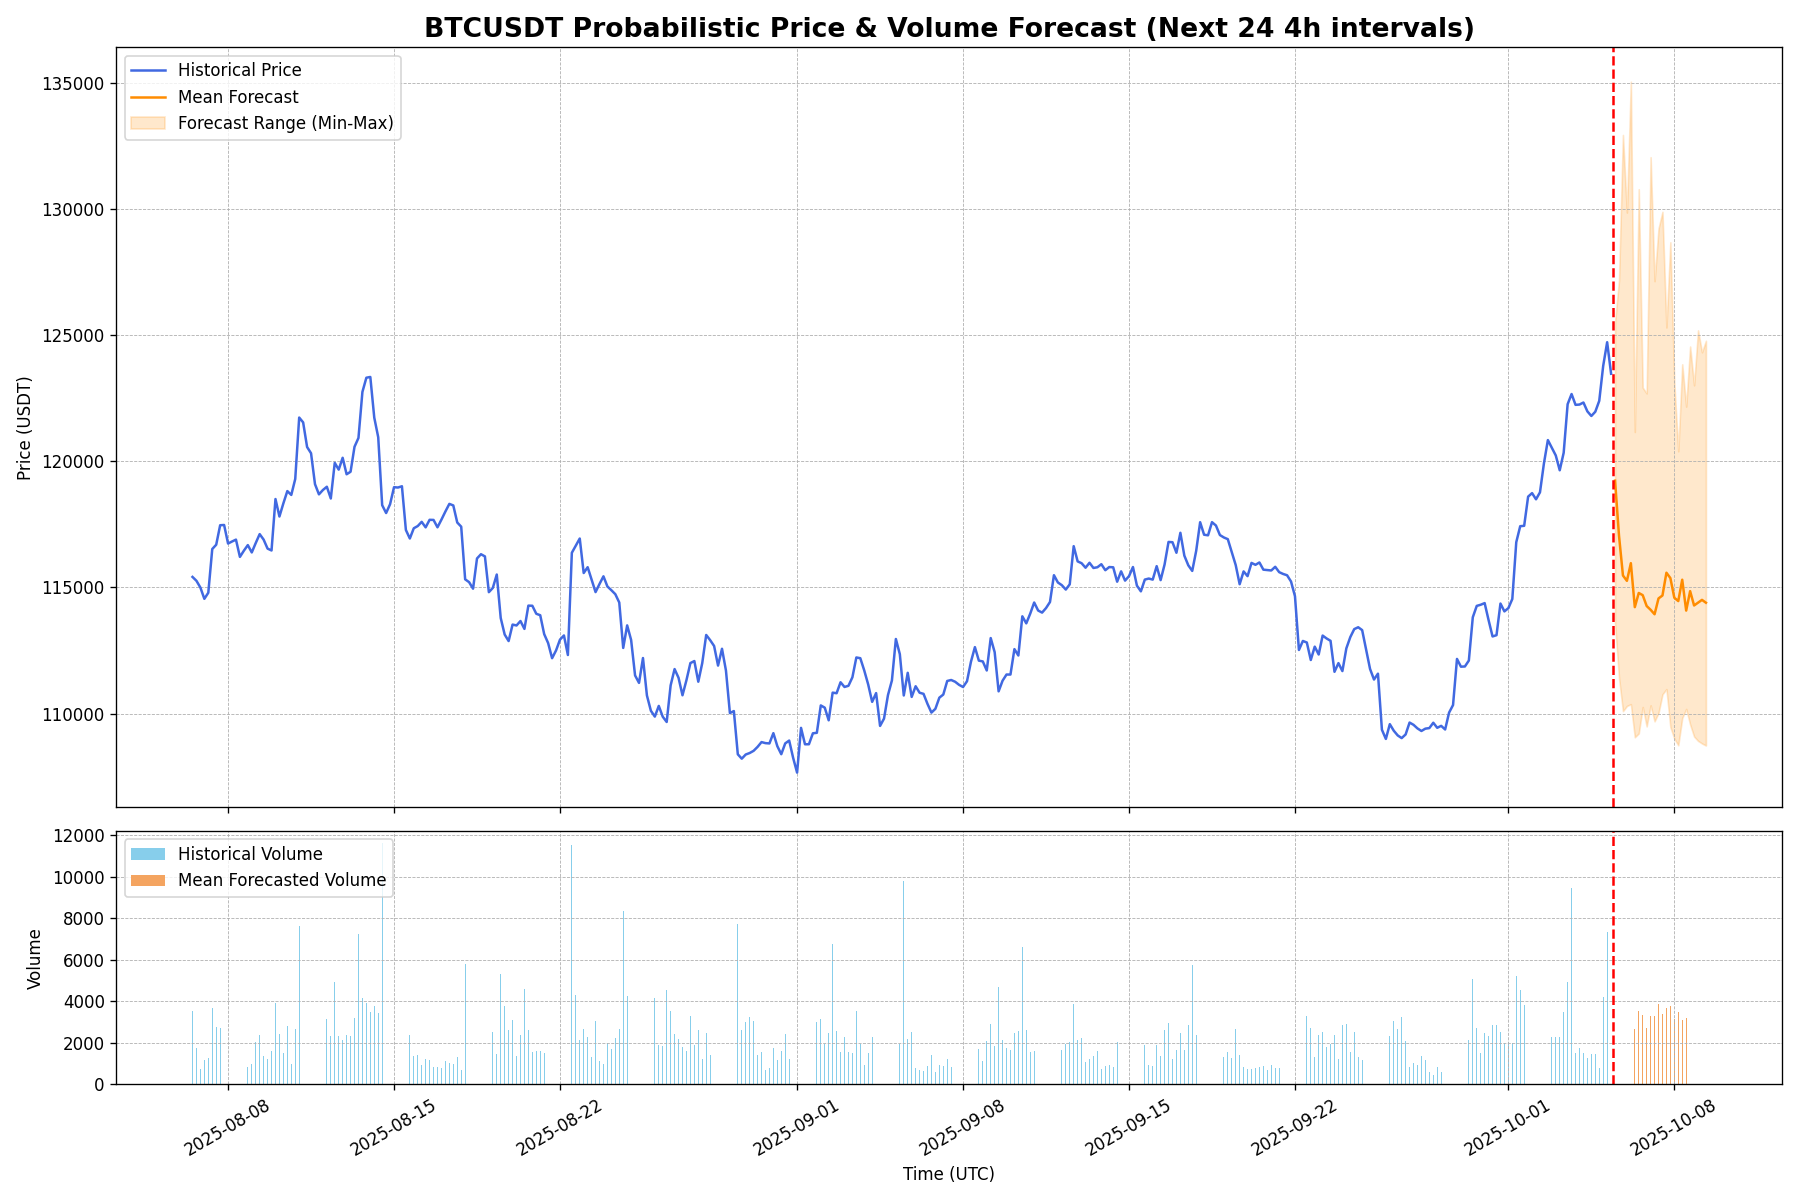 BTCUSDT Probabilistic Price & Volume Forecast (Next 24 4h intervals)
Historical Price
Mean Forecast
Forecast Range (Min-Max)
135000
130000
125000
120000
115000
110000
Price (USDT)
Historical Volume
Mean Forecasted Volume
12000
10000
8000
6000
4000
2000
0
Volume
2025-08-08
2025-08-15
2025-08-22
2025-09-01
2025-09-08
2025-09-15
2025-09-22
2025-10-01
2025-10-08
Time (UTC)